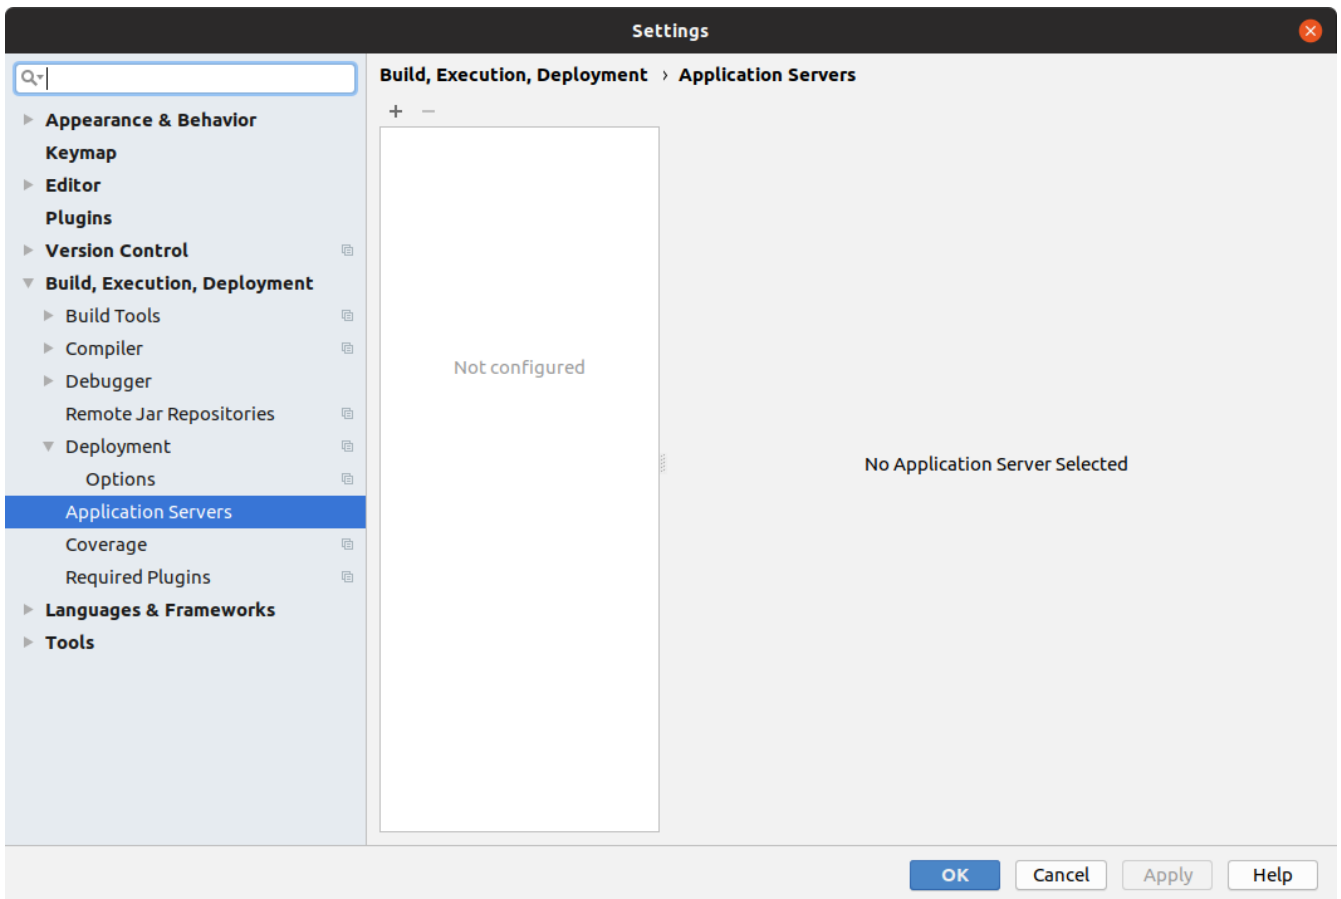 Settings
Build, Execution, Deployment › Application Servers
Appearance & Behavior
Keymap
Editor
Plugins
Version Control
Build, Execution, Deployment
Build Tools
Compiler
Debugger
Remote Jar Repositories
Deployment
Options
Application Servers
Coverage
Required Plugins
Languages & Frameworks
Tools
Not configured
No Application Server Selected
OK Cancel Apply Help